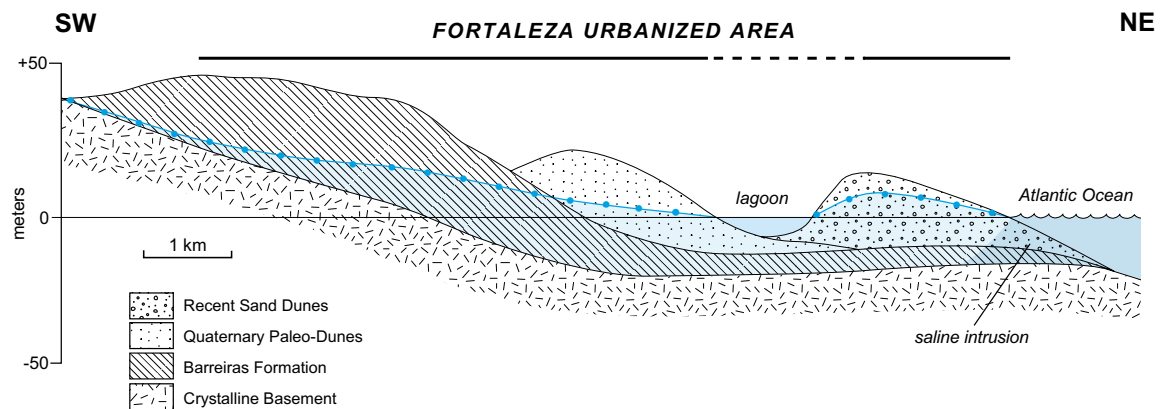 SW
NE
FORTALEZA URBANIZED AREA
+50
meters
0
-50
lagoon
Atlantic Ocean
1 km
saline intrusion
Recent Sand Dunes
Quaternary Paleo-Dunes
Barreiras Formation
Crystalline Basement